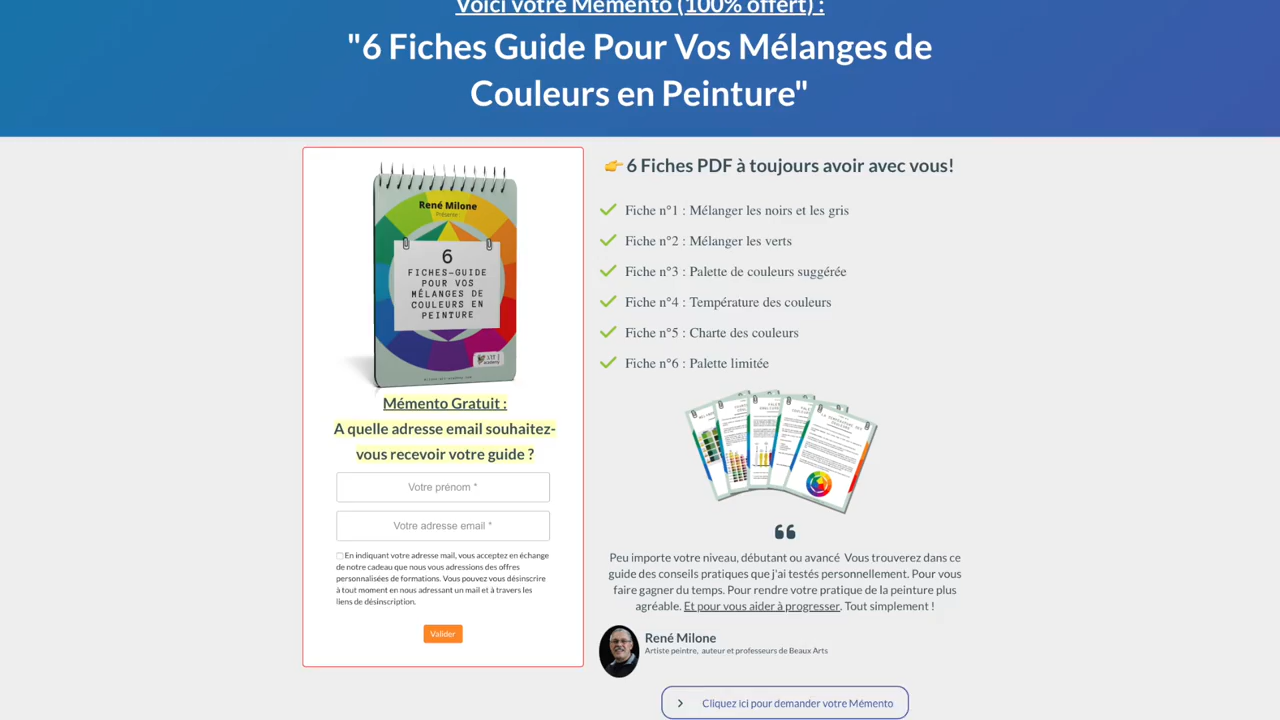 Voici votre Mémento (100% offert) :
"6 Fiches Guide Pour Vos Mélanges de
Couleurs en Peinture"
René Milone
Présente :
6
FICHES-GUIDE
POUR VOS
MÉLANGES DE
COULEURS EN
PEINTURE
Mémento Gratuit :
A quelle adresse email souhaitez-
vous recevoir votre guide ?
Votre prénom *
Votre adresse email *
En indiquant votre adresse mail, vous acceptez en échange
de notre cadeau que nous vous adressions des offres
personnalisées de formations. Vous pouvez vous désinscrire
à tout moment en nous adressant un mail et à travers les
liens de désinscription.
Valider
👉 6 Fiches PDF à toujours avoir avec vous!
Fiche n°1 : Mélanger les noirs et les gris
Fiche n°2 : Mélanger les verts
Fiche n°3 : Palette de couleurs suggérée
Fiche n°4 : Température des couleurs
Fiche n°5 : Charte des couleurs
Fiche n°6 : Palette limitée
Peu importe votre niveau, débutant ou avancé Vous trouverez dans ce
guide des conseils pratiques que j'ai testés personnellement. Pour vous
faire gagner du temps. Pour rendre votre pratique de la peinture plus
agréable. Et pour vous aider à progresser. Tout simplement !
René Milone
Artiste peintre, auteur et professeurs de Beaux Arts
Cliquez ici pour demander votre Mémento